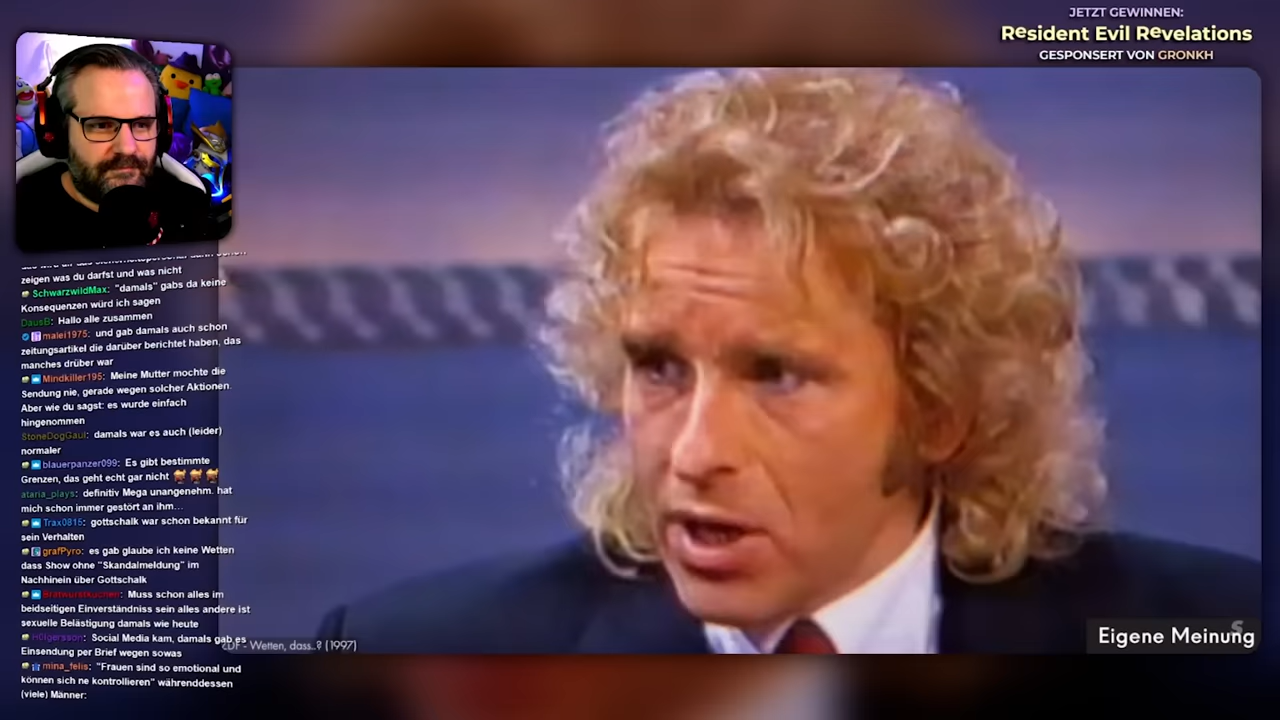 JETZT GEWINNEN:
Resident Evil Revelations
GESPONSERT VON GRONKH
zeigen was du darfst und was nicht
SchwarzwildMax: "damals" gabs da keine
Konsequenzen würd ich sagen
DausB: Hallo alle zusammen
malei1975: und gab damals auch schon
zeitungsartikel die darüber berichtet haben, das
manches drüber war
Mindkiller195: Meine Mutter mochte die
Sendung nie, gerade wegen solcher Aktionen.
Aber wie du sagst: es wurde einfach
hingenommen
StoneDogGaul: damals war es auch (leider)
normaler
blauerpanzer099: Es gibt bestimmte
Grenzen, das geht echt gar nicht
ataria_plays: definitiv Mega unangenehm. hat
mich schon immer gestört an ihm...
Trax0815: gottschalk war schon bekannt für
sein Verhalten
grafPyro: es gab glaube ich keine Wetten
dass Show ohne "Skandalmeldung" im
Nachhinein über Gottschalk
Bratwurstkuchen: Muss schon alles im
beidseitigen Einverständniss sein alles andere ist
sexuelle Belästigung damals wie heute
H0lgersson: Social Media kam, damals gab es
Einsendung per Brief wegen sowas
mina_felis: "Frauen sind so emotional und
können sich ne kontrollieren" währenddessen
(viele) Männer:
ZDF - Wetten, dass..? (1997)
Eigene Meinung